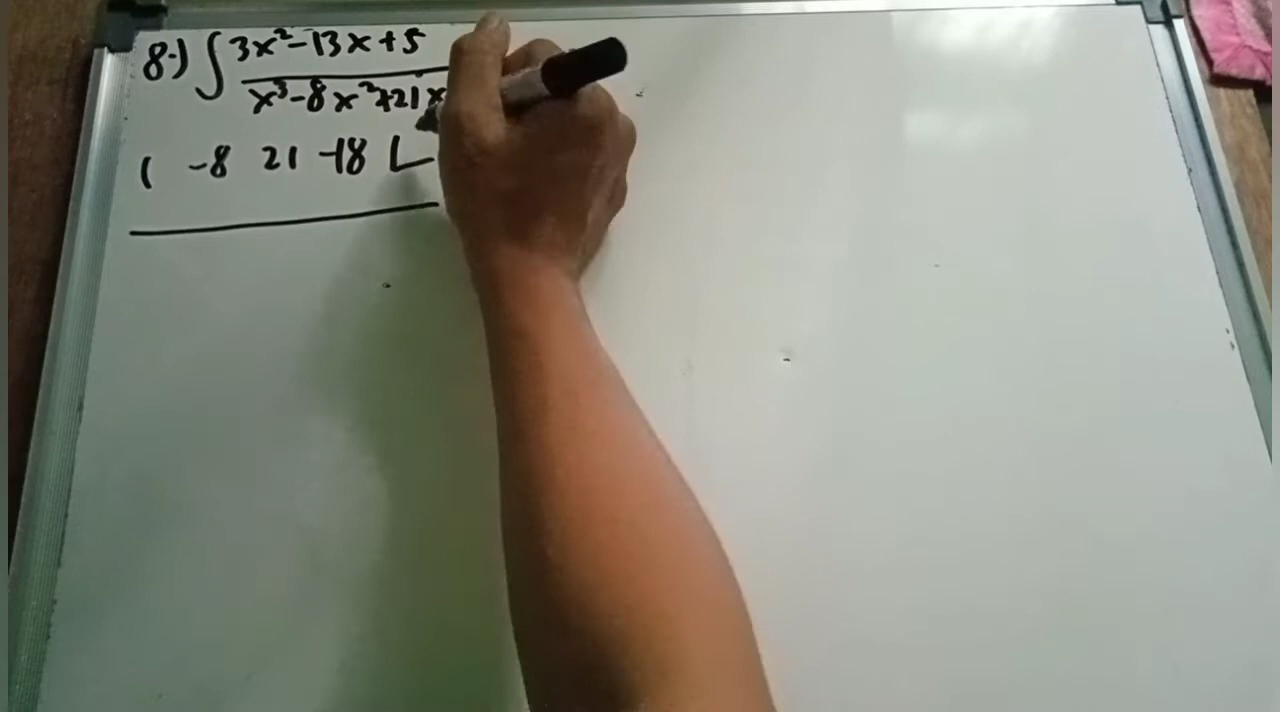 8.) ∫ 3x²-13x+5
x³-8x²+21x
1 -8 21 -18